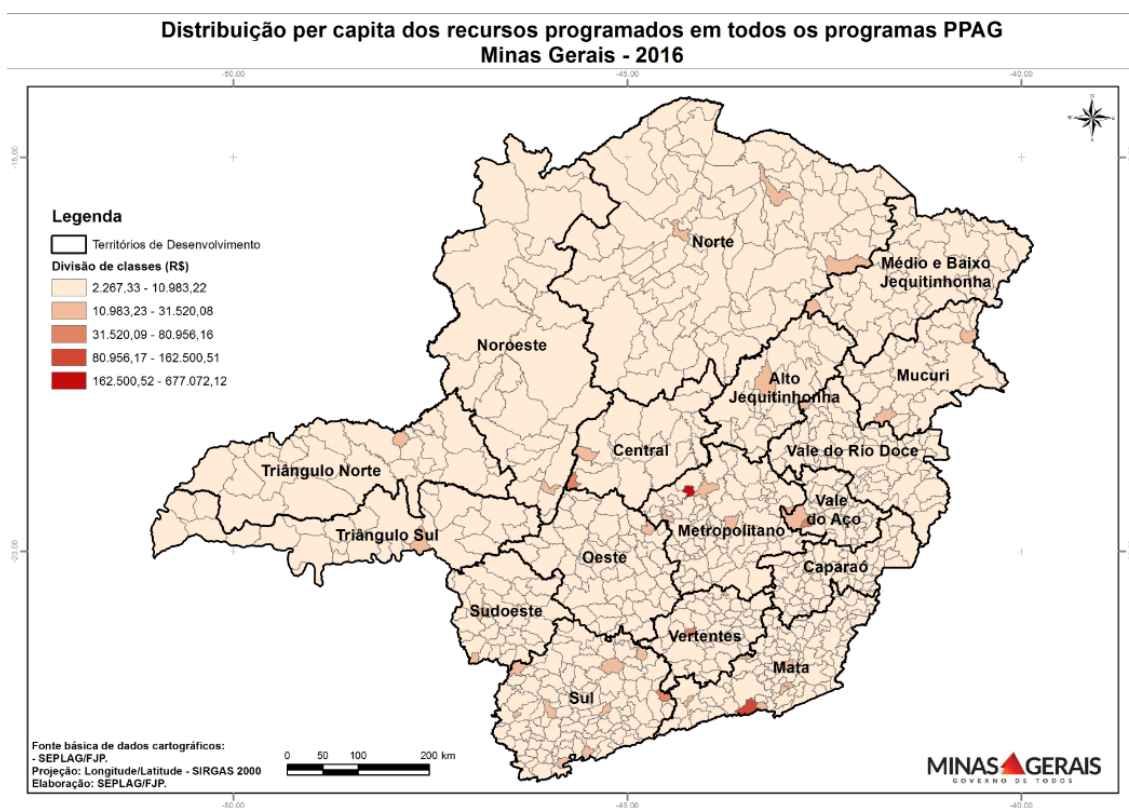 Distribuição per capita dos recursos programados em todos os programas PPAG
Minas Gerais - 2016
-50,00
-45,00
-40,00
-15,00
Legenda
Territórios de Desenvolvimento
Divisão de classes (R$)
2.267,33 - 10.983,22
10.983,23 - 31.520,08
31.520,09 - 80.956,16
80.956,17 - 162.500,51
162.500,52 - 677.072,12
Norte
Médio e Baixo
Jequitinhonha
Noroeste
Mucuri
Alto
Jequitinhonha
Central
Vale do Rio Doce
Triângulo Norte
Vale
do Aço
Metropolitano
Triângulo Sul
-20,00
Oeste
Caparaó
Sudoeste
Vertentes
Mata
Sul
Fonte básica de dados cartográficos:
- SEPLAG/FJP.
Projeção: Longitude/Latitude - SIRGAS 2000
Elaboração: SEPLAG/FJP.
0 50 100 200 km
MINAS GERAIS
GOVERNO DE TODOS
-50,00
-45,00
-40,00